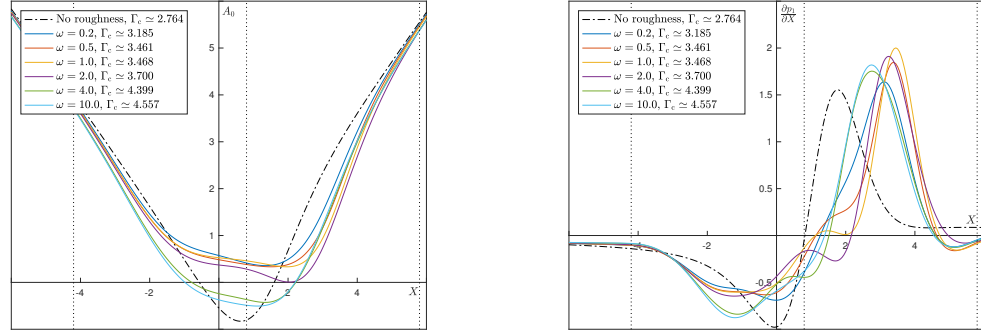 No roughness, Γc ≃ 2.764
ω = 0.2, Γc ≃ 3.185
ω = 0.5, Γc ≃ 3.461
ω = 1.0, Γc ≃ 3.468
ω = 2.0, Γc ≃ 3.700
ω = 4.0, Γc ≃ 4.399
ω = 10.0, Γc ≃ 4.557
A₀
5
4
3
2
1
-4
-2
2
4
X
No roughness, Γc ≃ 2.764
ω = 0.2, Γc ≃ 3.185
ω = 0.5, Γc ≃ 3.461
ω = 1.0, Γc ≃ 3.468
ω = 2.0, Γc ≃ 3.700
ω = 4.0, Γc ≃ 4.399
ω = 10.0, Γc ≃ 4.557
∂p₁/∂X
2
1.5
1
0.5
-0.5
-2
2
4
X